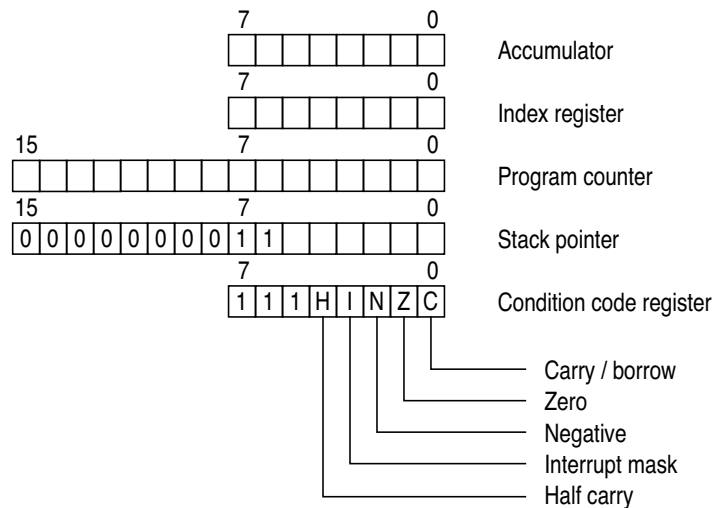 7 0
Accumulator
7 0
Index register
15 7 0
Program counter
15 7 0
0 0 0 0 0 0 0 0 1 1 Stack pointer
7 0
1 1 1 H I N Z C Condition code register
Carry / borrow
Zero
Negative
Interrupt mask
Half carry